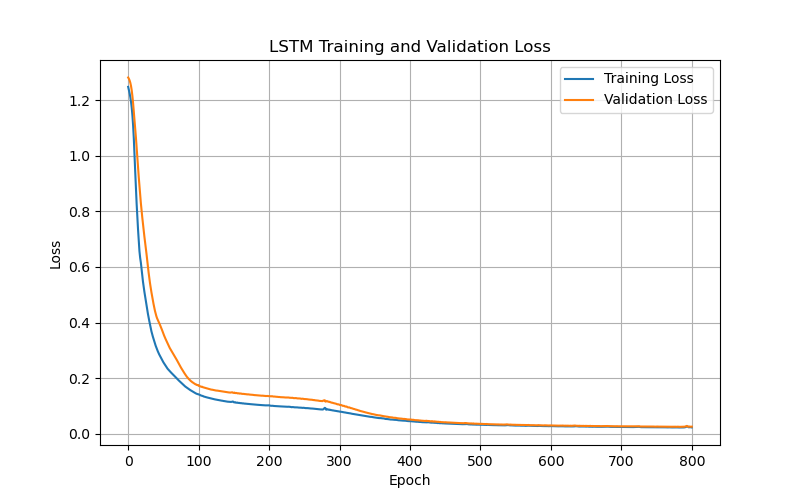 LSTM Training and Validation Loss
Training Loss
Validation Loss
Loss
1.2
1.0
0.8
0.6
0.4
0.2
0.0
0 100 200 300 400 500 600 700 800
Epoch